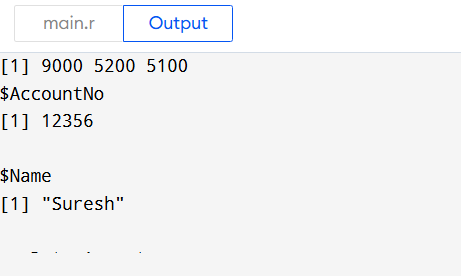 main.r
Output
[1] 9000 5200 5100
$AccountNo
[1] 12356
$Name
[1] "Suresh"